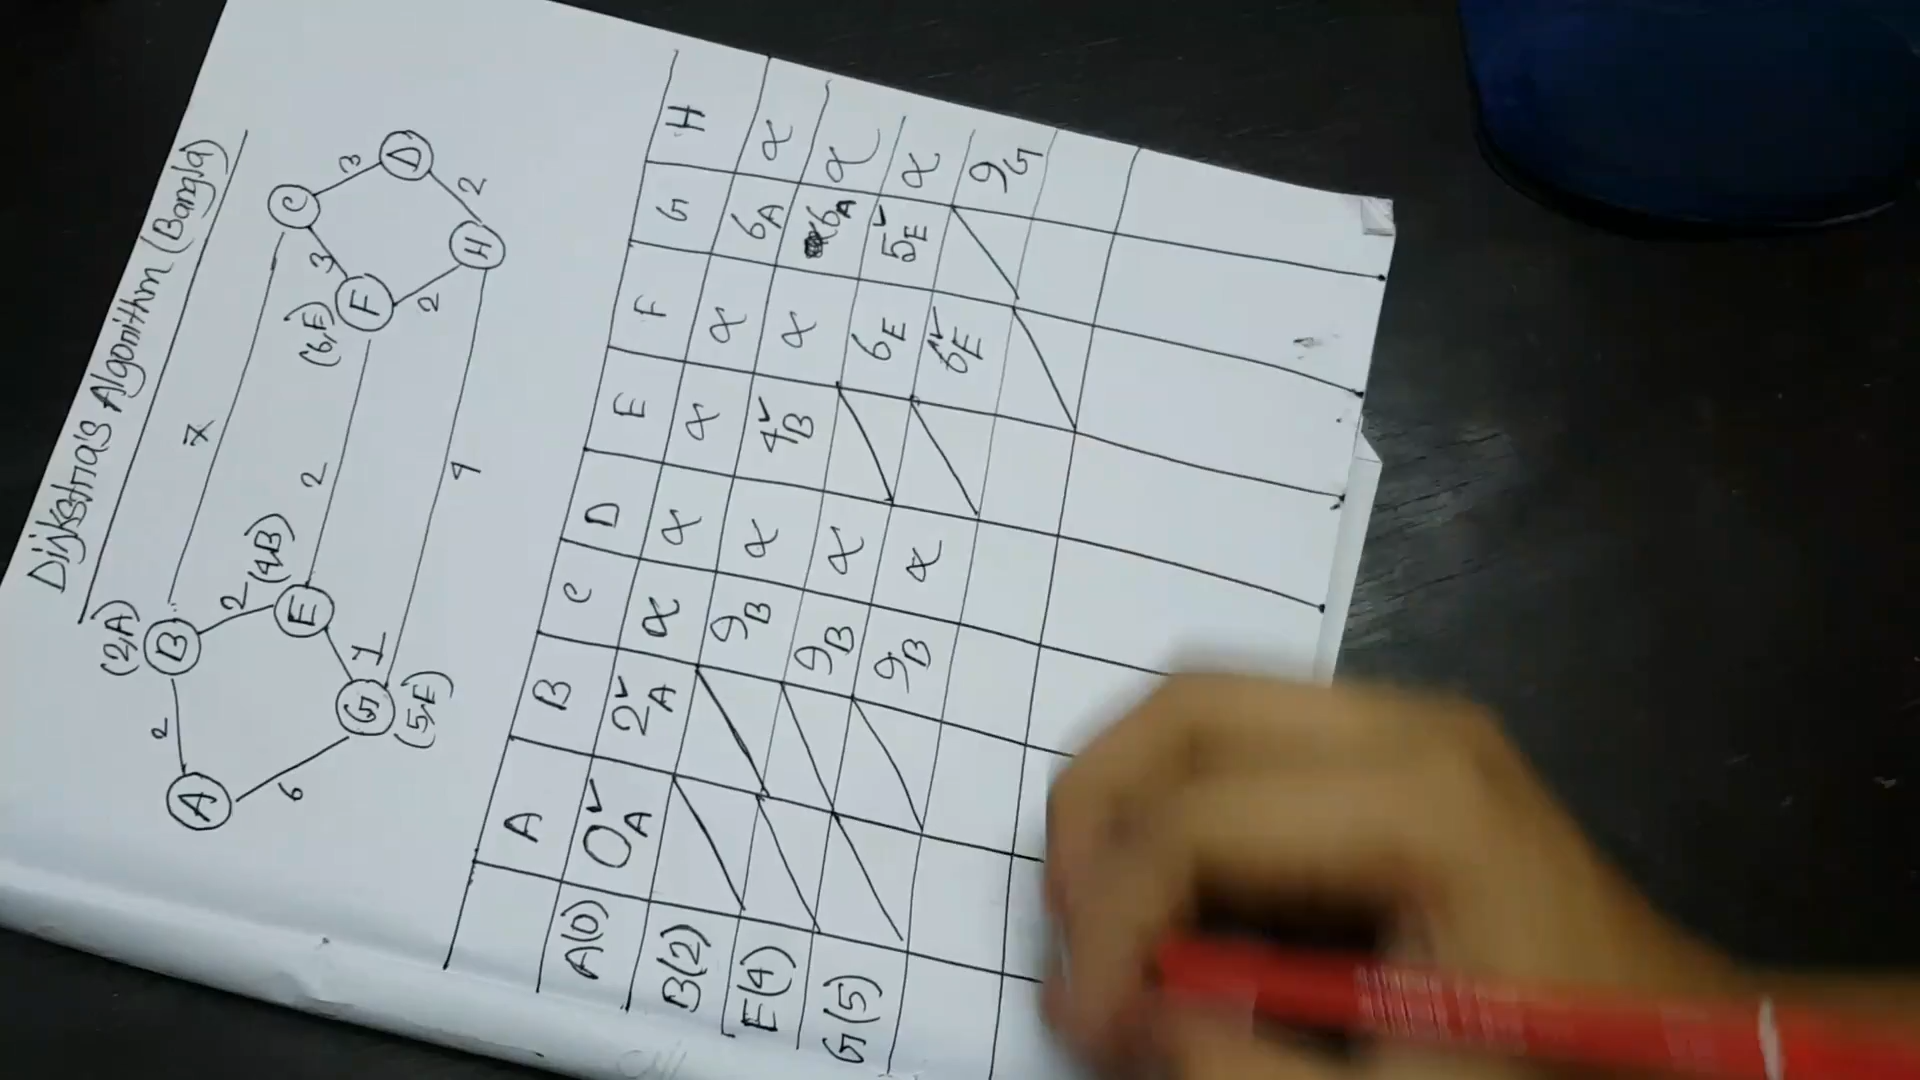 Dijkstra's Algorithm (Bangla)
(2,A) B 7 C 3 D
2 2 (4,B) (6,E) 3 2
A E 2 F 2 H
6 1
G 4
(5,E)
A B C D E F G H
A(0) 0A✓ 2A✓ α α α α 6A α
B(2) 9B α 4B✓ α 6A α
E(4) 9B α 6E 5E✓ α
G(5) 9B α 6E✓ 9G